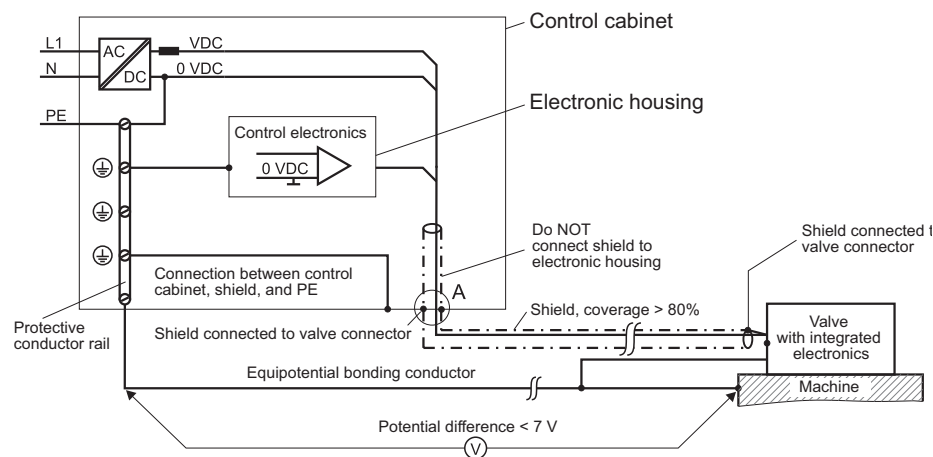 Control cabinet
L1
AC
VDC
N
DC
0 VDC
Electronic housing
PE
Control electronics
0 VDC
Do NOT
connect shield to
electronic housing
Shield connected t
valve connector
Connection between control
cabinet, shield, and PE
A
Protective
conductor rail
Shield connected to valve connector
Shield, coverage > 80%
Valve
with integrated
electronics
Equipotential bonding conductor
Machine
Potential difference < 7 V
V